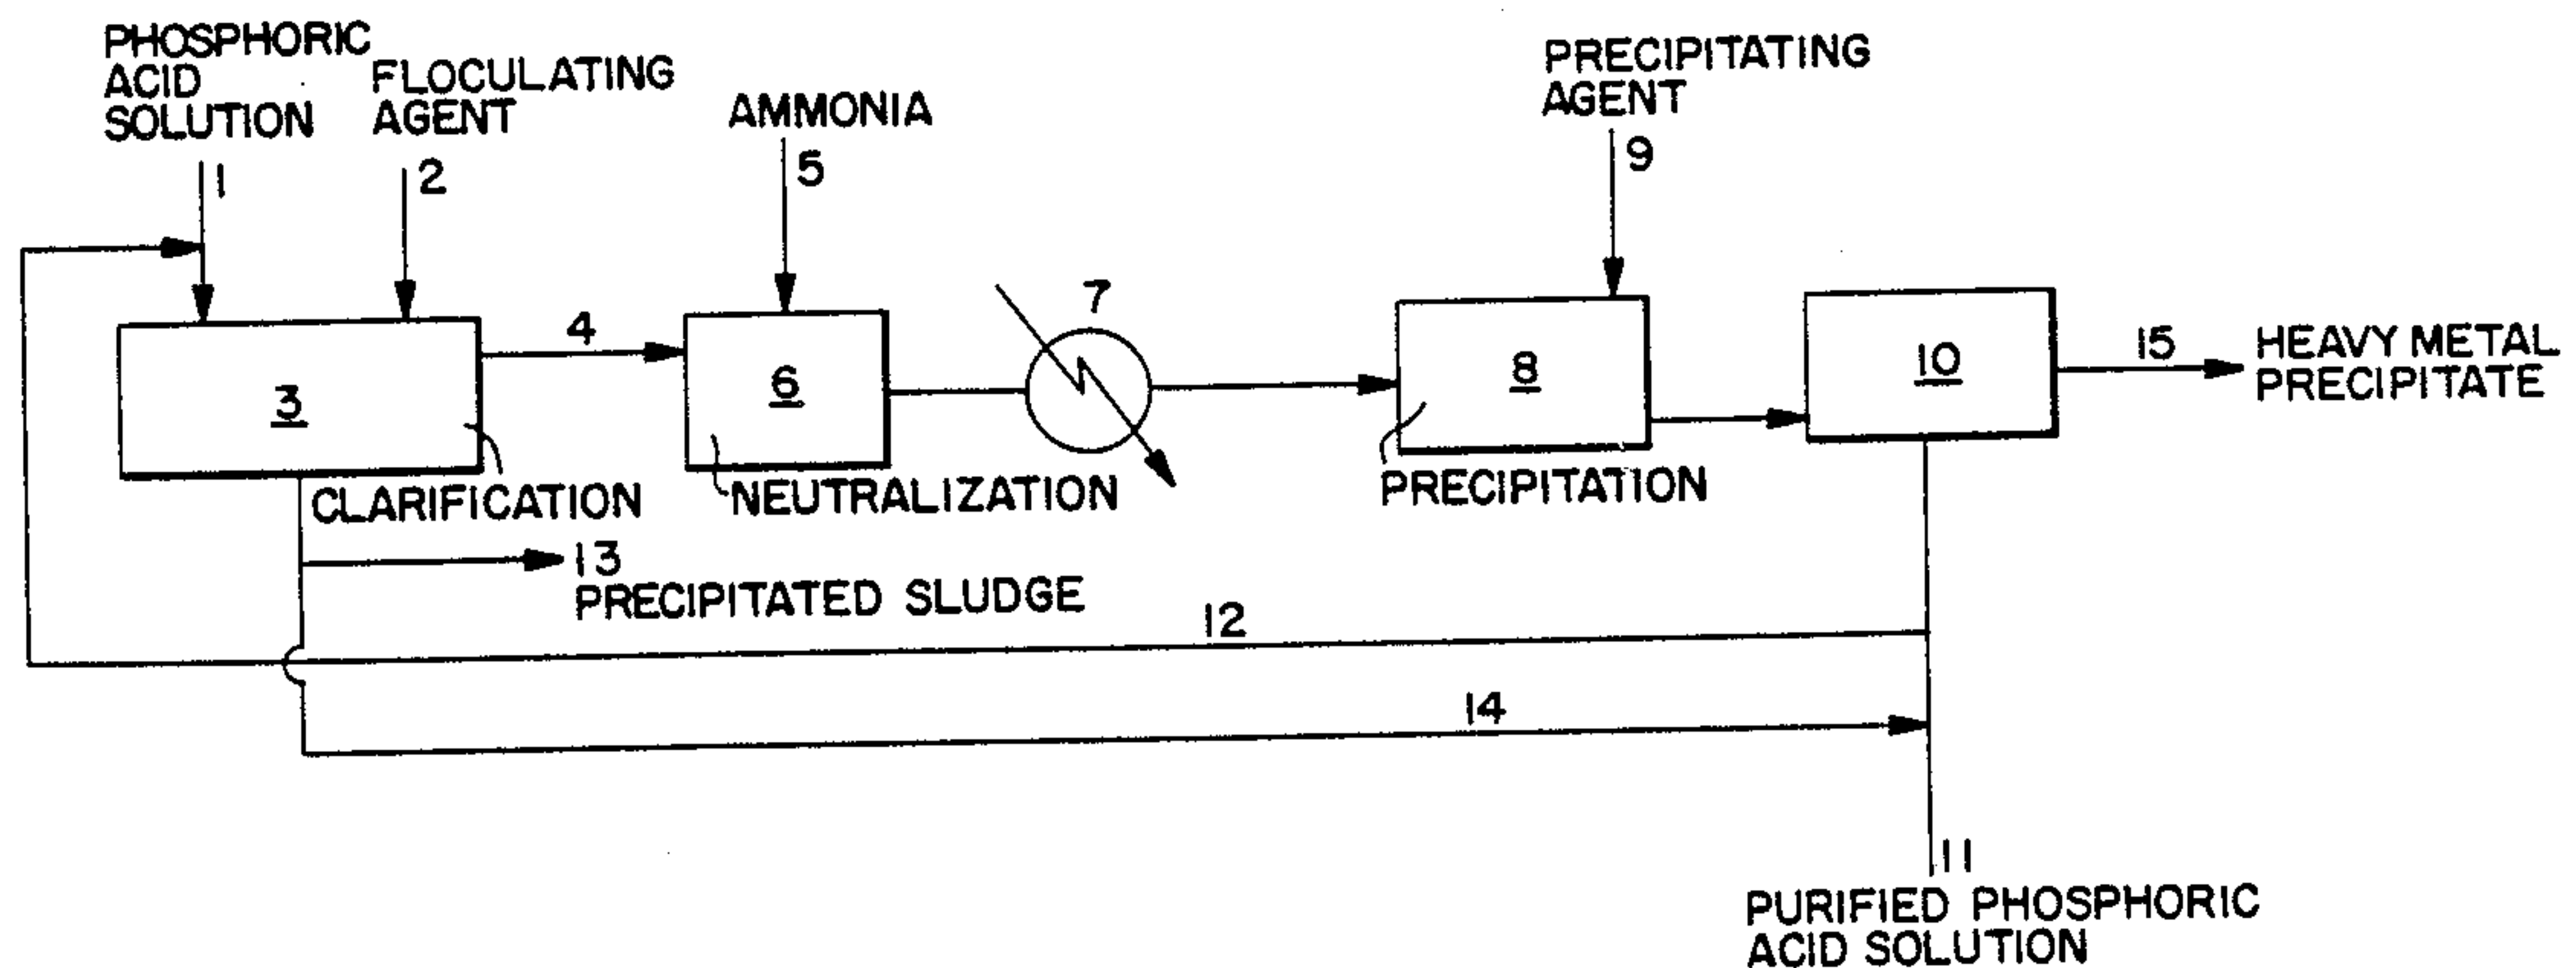 PHOSPHORIC
ACID
SOLUTION
1
FLOCULATING
AGENT
2
AMMONIA
5
PRECIPITATING
AGENT
9
3
CLARIFICATION
4
6
NEUTRALIZATION
7
8
PRECIPITATION
10
15
HEAVY METAL
PRECIPITATE
13
PRECIPITATED SLUDGE
12
14
11
PURIFIED PHOSPHORIC
ACID SOLUTION